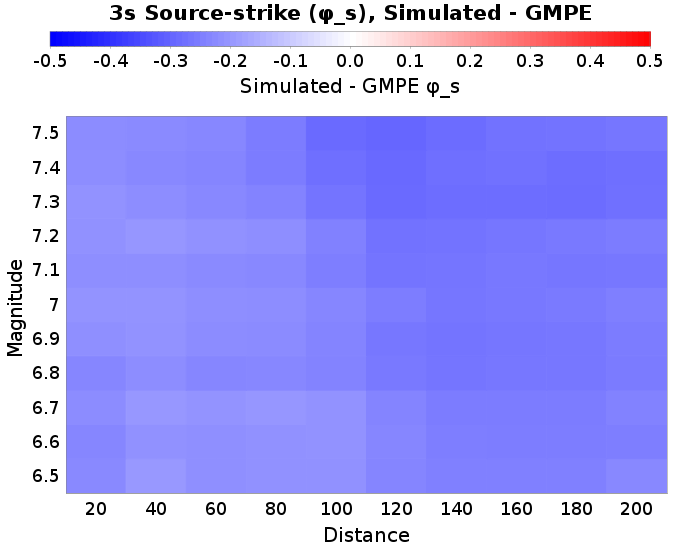 3s Source-strike (φ_s), Simulated - GMPE
-0.5 -0.4 -0.3 -0.2 -0.1 0.0 0.1 0.2 0.3 0.4 0.5
Simulated - GMPE φ_s
7.5
7.4
7.3
7.2
7.1
7
6.9
6.8
6.7
6.6
6.5
Magnitude
20 40 60 80 100 120 140 160 180 200
Distance